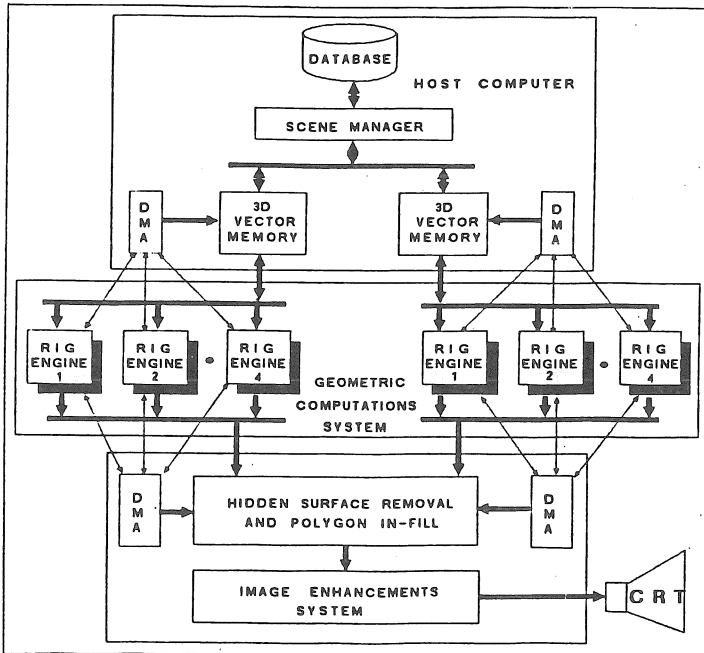 DATABASE
HOST COMPUTER
SCENE MANAGER
D
M
A
3D
VECTOR
MEMORY
3D
VECTOR
MEMORY
D
M
A
RIG
ENGINE
1
RIG
ENGINE
2
RIG
ENGINE
4
RIG
ENGINE
1
RIG
ENGINE
2
RIG
ENGINE
4
GEOMETRIC
COMPUTATIONS
SYSTEM
D
M
A
HIDDEN SURFACE REMOVAL
AND POLYGON IN-FILL
D
M
A
IMAGE ENHANCEMENTS
SYSTEM
CRT